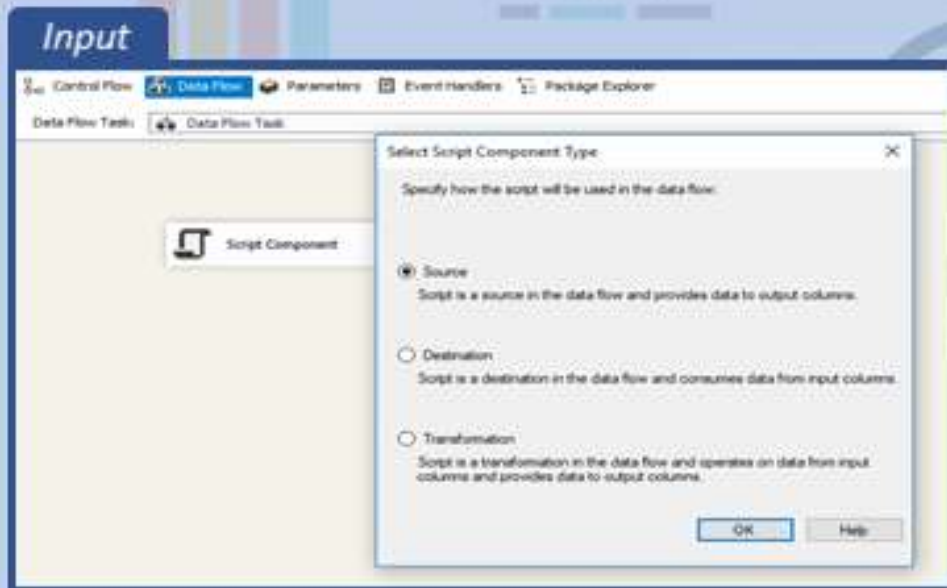 Input
Control Flow Data Flow Parameters Event Handlers Package Explorer
Data Flow Task: Data Flow Task
Select Script Component Type
Specify how the script will be used in the data flow:
Script Component
Source
Script is a source in the data flow and provides data to output columns.
Destination
Script is a destination in the data flow and consumes data from input columns.
Transformation
Script is a transformation in the data flow and operates on data from input
columns and provides data to output columns.
OK Help